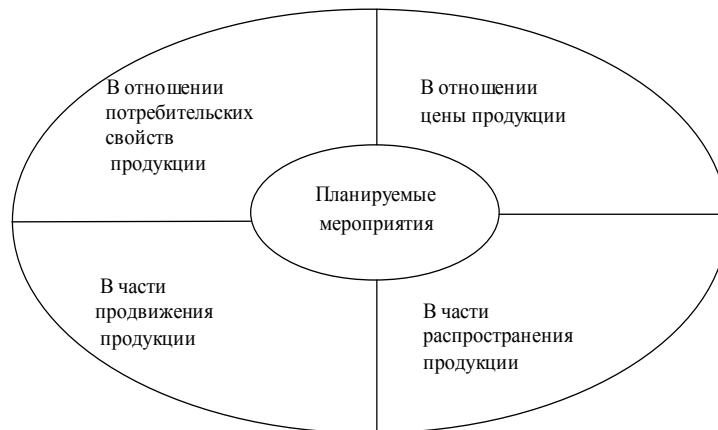 В отношении
потребительских
свойств
продукции
В отношении
цены продукции
Планируемые
мероприятия
В части
продвижения
продукции
В части
распространения
продукции